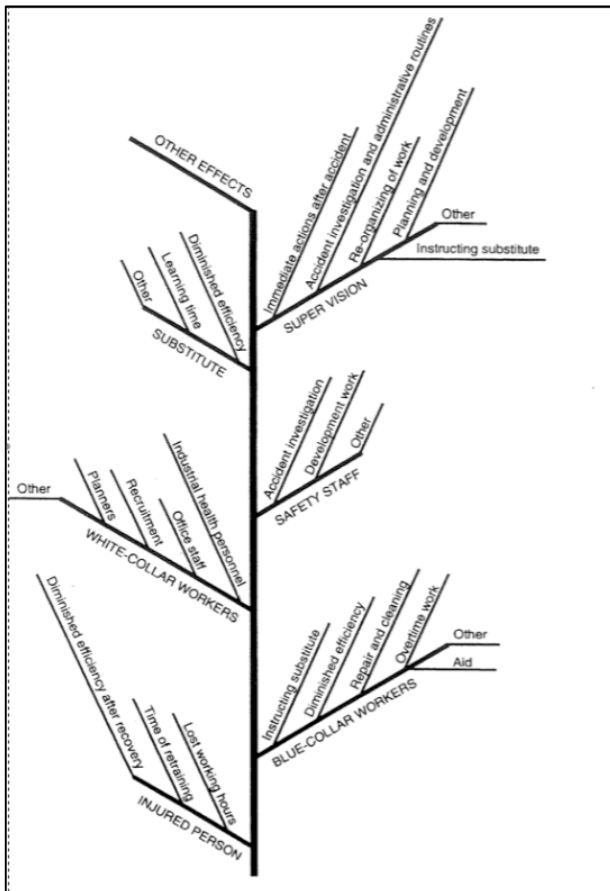 OTHER EFFECTS
Immediate actions after accident
Accident investigation and administrative routines
Re-organizing of work
Planning and development
Other
Instructing substitute
SUPER VISION
Other
Learning time
Diminished efficiency
SUBSTITUTE
Accident investigation
Development work
Other
SAFETY STAFF
Other
Planners
Recruitment
Office staff
Industrial health personnel
WHITE-COLLAR WORKERS
Instructing substitute
Diminished efficiency
Repair and cleaning
Overtime work
Other
Aid
BLUE-COLLAR WORKERS
Diminished efficiency after recovery
Time of retraining
Lost working hours
INJURED PERSON